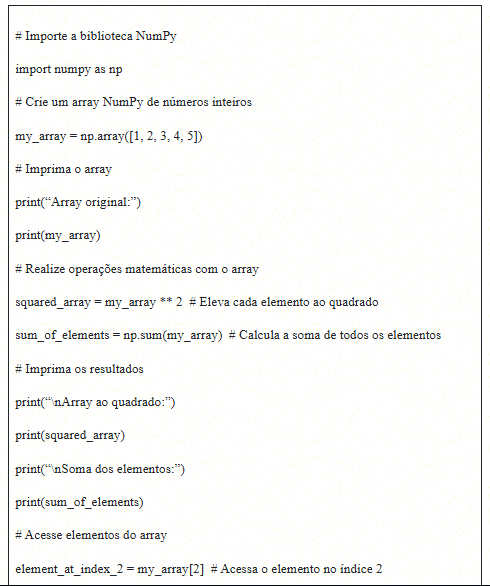 # Importe a biblioteca NumPy
import numpy as np
# Crie um array NumPy de números inteiros
my_array = np.array([1, 2, 3, 4, 5])
# Imprima o array
print(“Array original:”)
print(my_array)
# Realize operações matemáticas com o array
squared_array = my_array ** 2  # Eleva cada elemento ao quadrado
sum_of_elements = np.sum(my_array)  # Calcula a soma de todos os elementos
# Imprima os resultados
print(“\nArray ao quadrado:”)
print(squared_array)
print(“\nSoma dos elementos:”)
print(sum_of_elements)
# Acesse elementos do array
element_at_index_2 = my_array[2]  # Acessa o elemento no índice 2